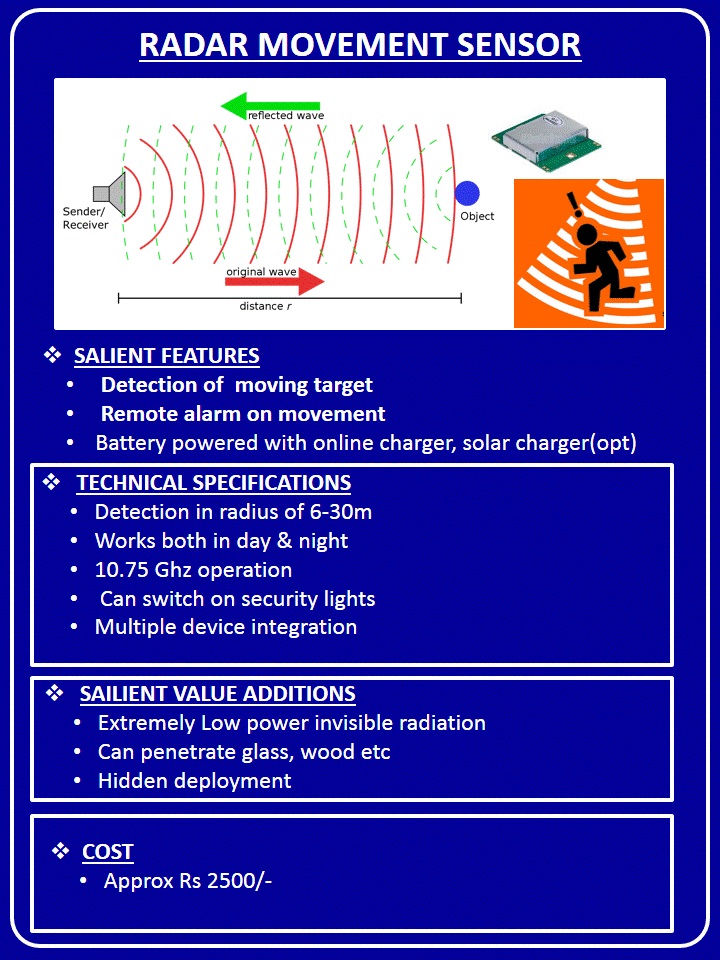 RADAR MOVEMENT SENSOR
reflected wave
Sender/
Receiver
Object
original wave
distance r
!
❖ SALIENT FEATURES
• Detection of  moving target
• Remote alarm on movement
• Battery powered with online charger, solar charger(opt)
❖ TECHNICAL SPECIFICATIONS
• Detection in radius of 6-30m
• Works both in day & night
• 10.75 Ghz operation
• Can switch on security lights
• Multiple device integration
❖ SAILIENT VALUE ADDITIONS
• Extremely Low power invisible radiation
• Can penetrate glass, wood etc
• Hidden deployment
❖ COST
• Approx Rs 2500/-